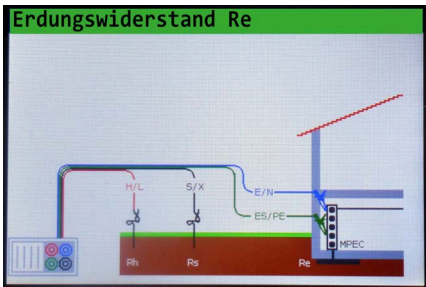 Erdungswiderstand Re
H/L
S/X
E/N
ES/PE
MPEC
Rh
Rs
Re